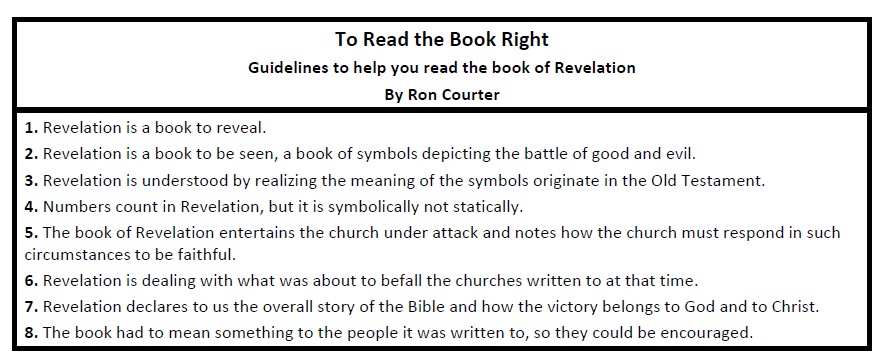 To Read the Book Right
Guidelines to help you read the book of Revelation
By Ron Courter
1. Revelation is a book to reveal.
2. Revelation is a book to be seen, a book of symbols depicting the battle of good and evil.
3. Revelation is understood by realizing the meaning of the symbols originate in the Old Testament.
4. Numbers count in Revelation, but it is symbolically not statically.
5. The book of Revelation entertains the church under attack and notes how the church must respond in such
circumstances to be faithful.
6. Revelation is dealing with what was about to befall the churches written to at that time.
7. Revelation declares to us the overall story of the Bible and how the victory belongs to God and to Christ.
8. The book had to mean something to the people it was written to, so they could be encouraged.